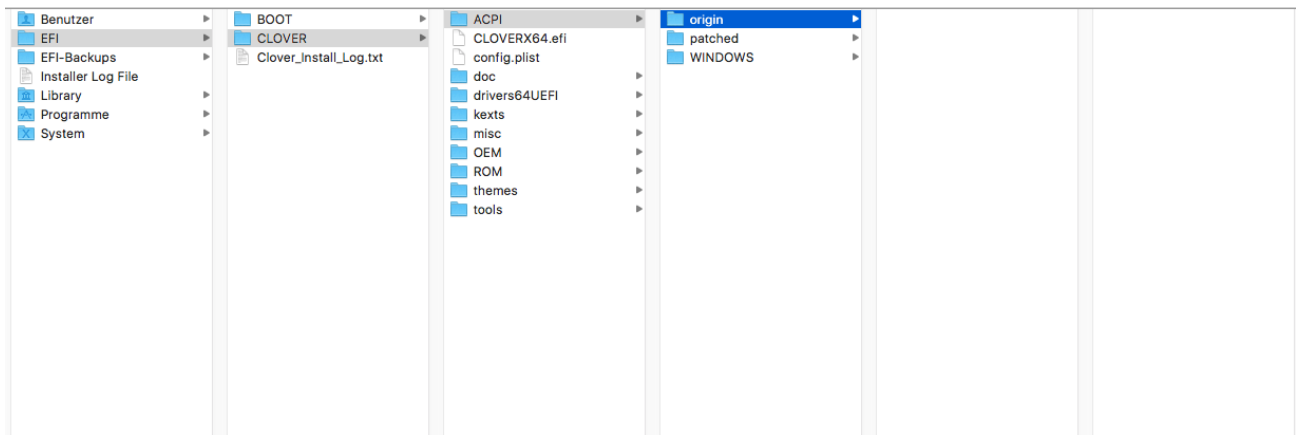 Benutzer
EFI
EFI-Backups
Installer Log File
Library
Programme
System
BOOT
CLOVER
Clover_Install_Log.txt
ACPI
CLOVERX64.efi
config.plist
doc
drivers64UEFI
kexts
misc
OEM
ROM
themes
tools
origin
patched
WINDOWS